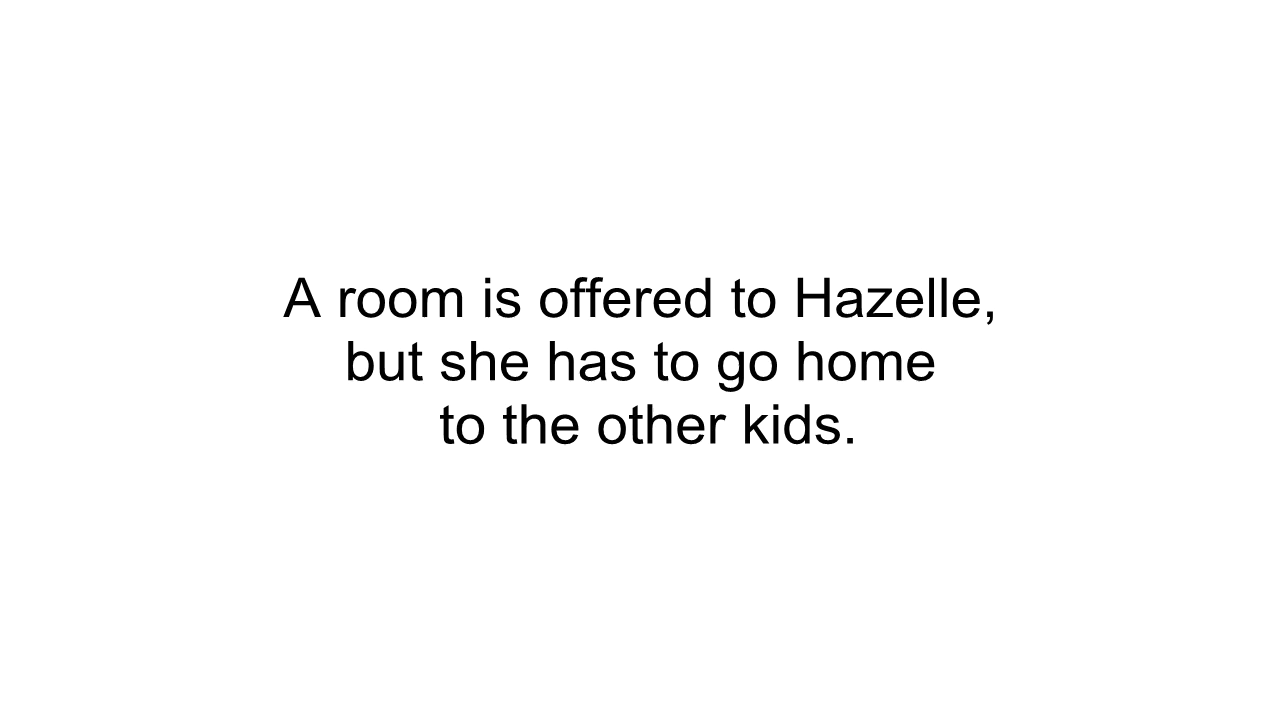 A room is offered to Hazelle,
but she has to go home
to the other kids.